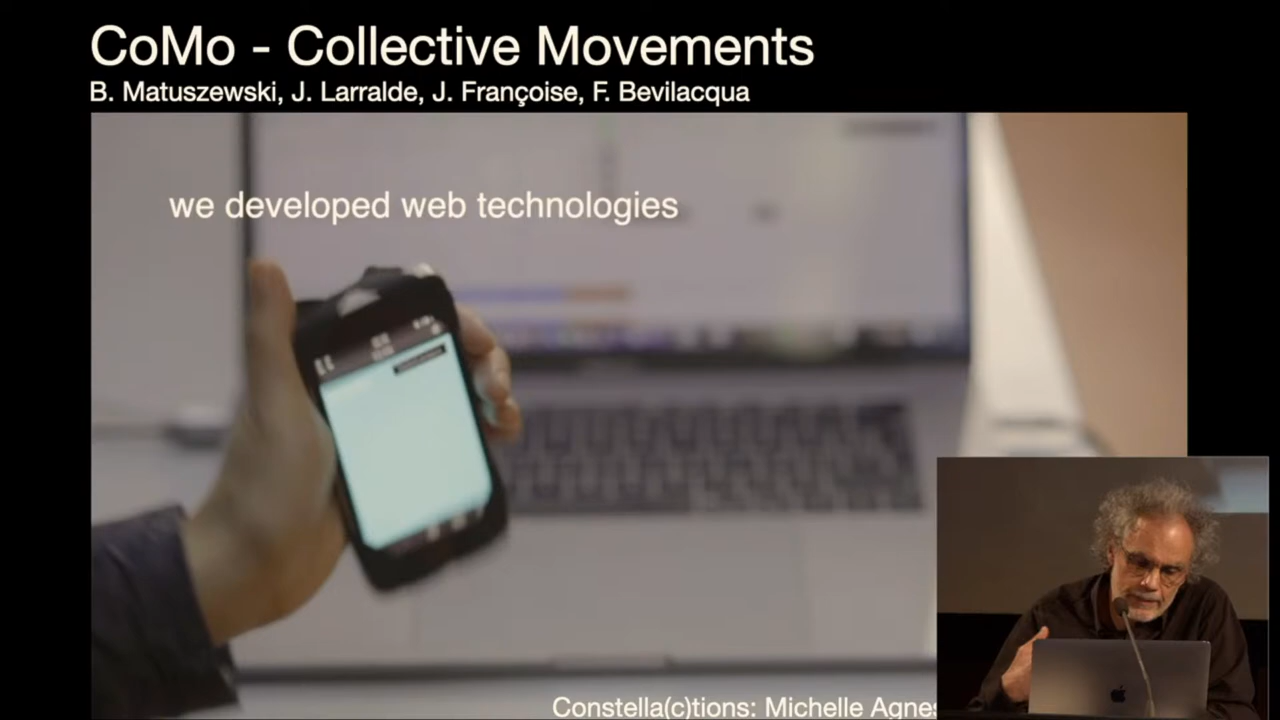 CoMo - Collective Movements
B. Matuszewski, J. Larralde, J. Françoise, F. Bevilacqua
we developed web technologies
Constella(c)tions: Michelle Agnes